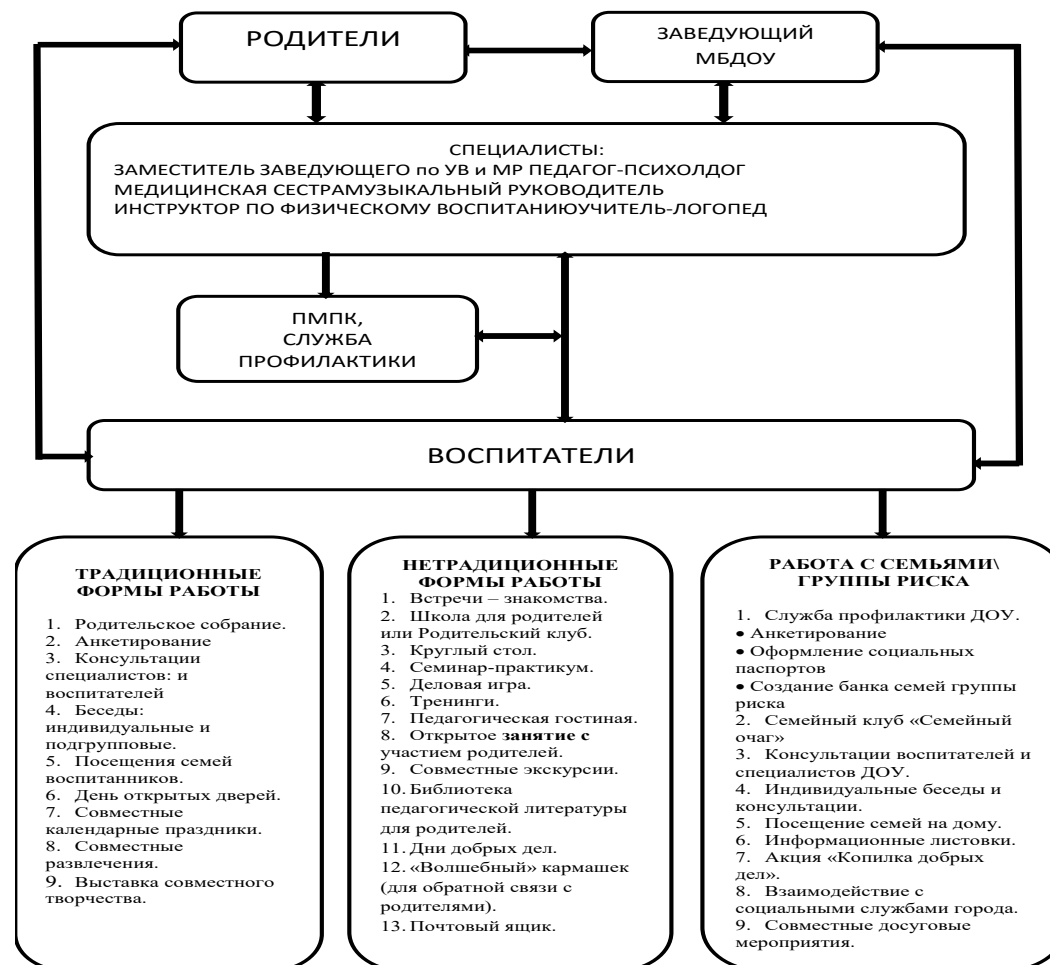 РОДИТЕЛИ
ЗАВЕДУЮЩИЙ
МБДОУ
СПЕЦИАЛИСТЫ:
ЗАМЕСТИТЕЛЬ ЗАВЕДУЮЩЕГО по УВ и МР ПЕДАГОГ-ПСИХОЛДОГ
МЕДИЦИНСКАЯ СЕСТРАМУЗЫКАЛЬНЫЙ РУКОВОДИТЕЛЬ
ИНСТРУКТОР ПО ФИЗИЧЕСКОМУ ВОСПИТАНИЮУЧИТЕЛЬ-ЛОГОПЕД
ПМПК,
СЛУЖБА
ПРОФИЛАКТИКИ
ВОСПИТАТЕЛИ
ТРАДИЦИОННЫЕ
ФОРМЫ РАБОТЫ
1. Родительское собрание.
2. Анкетирование
3. Консультации
специалистов: и
воспитателей
4. Беседы:
индивидуальные и
подгрупповые.
5. Посещения семей
воспитанников.
6. День открытых дверей.
7. Совместные
календарные праздники.
8. Совместные
развлечения.
9. Выставка совместного
творчества.
НЕТРАДИЦИОННЫЕ
ФОРМЫ РАБОТЫ
1. Встречи – знакомства.
2. Школа для родителей
или Родительский клуб.
3. Круглый стол.
4. Семинар-практикум.
5. Деловая игра.
6. Тренинги.
7. Педагогическая гостиная.
8. Открытое занятие с
участием родителей.
9. Совместные экскурсии.
10. Библиотека
педагогической литературы
для родителей.
11. Дни добрых дел.
12. «Волшебный» кармашек
(для обратной связи с
родителями).
13. Почтовый ящик.
РАБОТА С СЕМЬЯМИ\
ГРУППЫ РИСКА
1. Служба профилактики ДОУ.
• Анкетирование
• Оформление социальных
паспортов
• Создание банка семей группы
риска
2. Семейный клуб «Семейный
очаг»
3. Консультации воспитателей и
специалистов ДОУ.
4. Индивидуальные беседы и
консультации.
5. Посещение семей на дому.
6. Информационные листовки.
7. Акция «Копилка добрых
дел».
8. Взаимодействие с
социальными службами города.
9. Совместные досуговые
мероприятия.